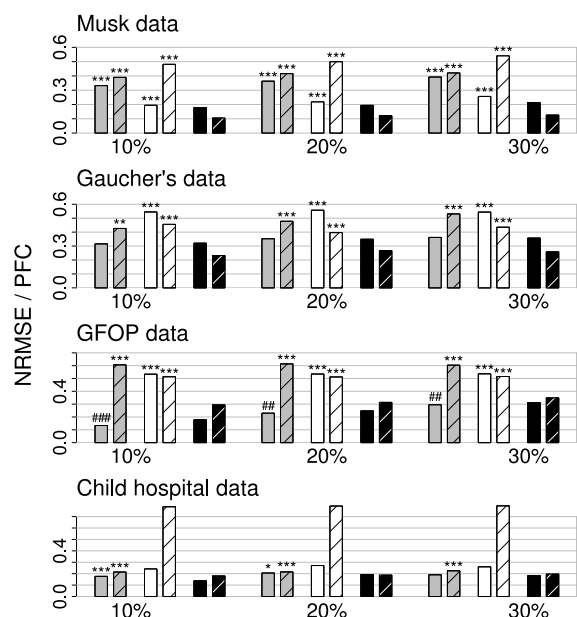 Musk data
0.6
0.3
0.0
*** *** *** *** *** *** *** *** *** *** *** ***
10% 20% 30%
Gaucher's data
0.6
0.3
0.0
** *** *** *** *** *** *** *** ***
10% 20% 30%
GFOP data
0.4
0.0
### *** *** *** ## *** *** *** ## *** *** ***
10% 20% 30%
Child hospital data
0.4
0.0
*** *** * *** ***
10% 20% 30%
NRMSE / PFC